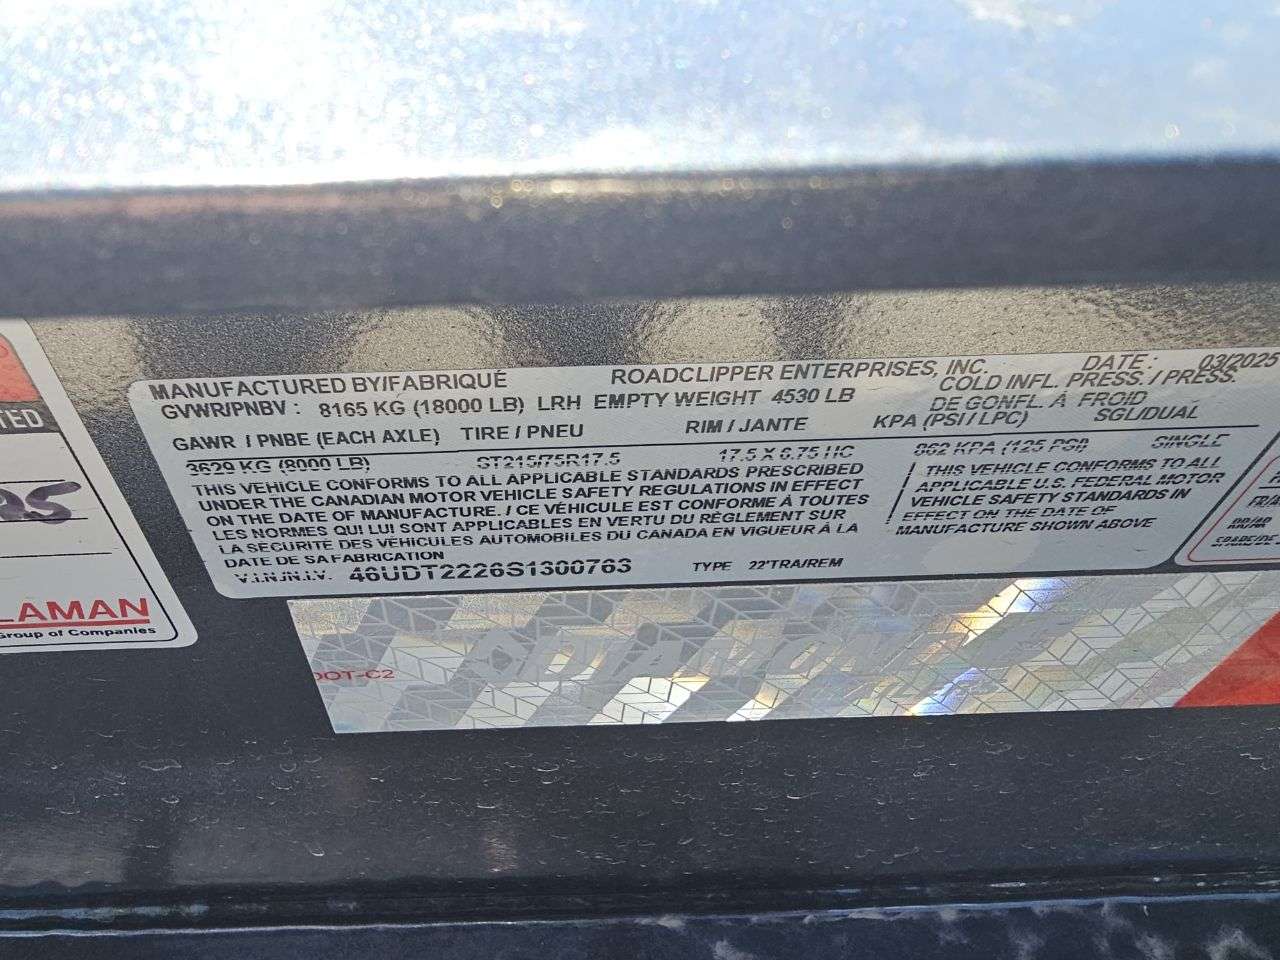 MANUFACTURED BY/FABRIQUÉ ROADCLIPPER ENTERPRISES, INC. DATE: 03/2025
GVWR/PNBV : 8165 KG (18000 LB) LRH EMPTY WEIGHT 4530 LB COLD INFL. PRESS. / PRESS.
DE GONFL. À FROID
GAWR / PNBE (EACH AXLE) TIRE / PNEU RIM / JANTE KPA (PSI / LPC) SGL/DUAL
3629 KG (8000 LB) ST215/75R17.5 17.5 X 6.75 HC 862 KPA (125 PSI) SINGLE
THIS VEHICLE CONFORMS TO ALL APPLICABLE STANDARDS PRESCRIBED
UNDER THE CANADIAN MOTOR VEHICLE SAFETY REGULATIONS IN EFFECT
ON THE DATE OF MANUFACTURE. / CE VÉHICULE EST CONFORME À TOUTES
LES NORMES QUI LUI SONT APPLICABLES EN VERTU DU RÈGLEMENT SUR
LA SÉCURITÉ DES VÉHICULES AUTOMOBILES DU CANADA EN VIGUEUR À LA
DATE DE SA FABRICATION
THIS VEHICLE CONFORMS TO ALL
APPLICABLE U.S. FEDERAL MOTOR
VEHICLE SAFETY STANDARDS IN
EFFECT ON THE DATE OF
MANUFACTURE SHOWN ABOVE
V.I.N./N.I.V. 46UDT2226S1300763 TYPE 22'TRA/REM
TED
LAMAN
Group of Companies
DOT-C2